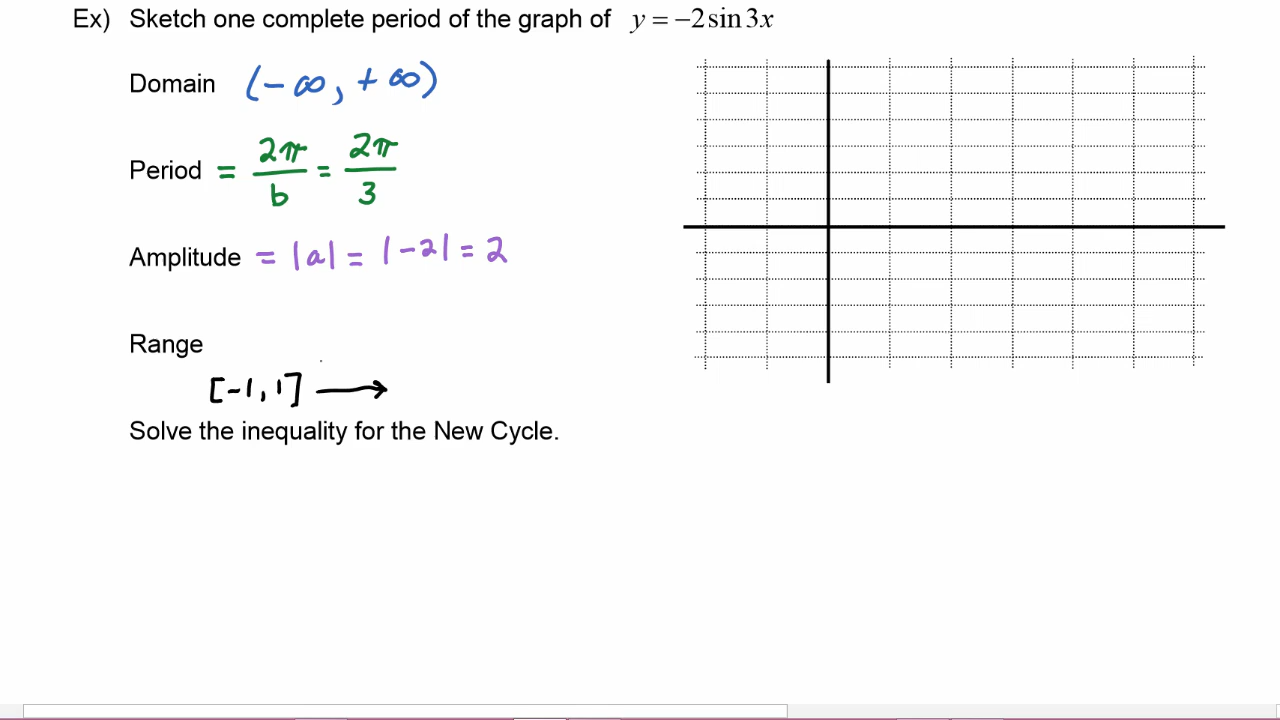 Ex) Sketch one complete period of the graph of y = −2 sin 3x
Domain (−∞, +∞)
Period = 2π/b = 2π/3
Amplitude = |a| = |−2| = 2
Range
[−1, 1] ⟶
Solve the inequality for the New Cycle.